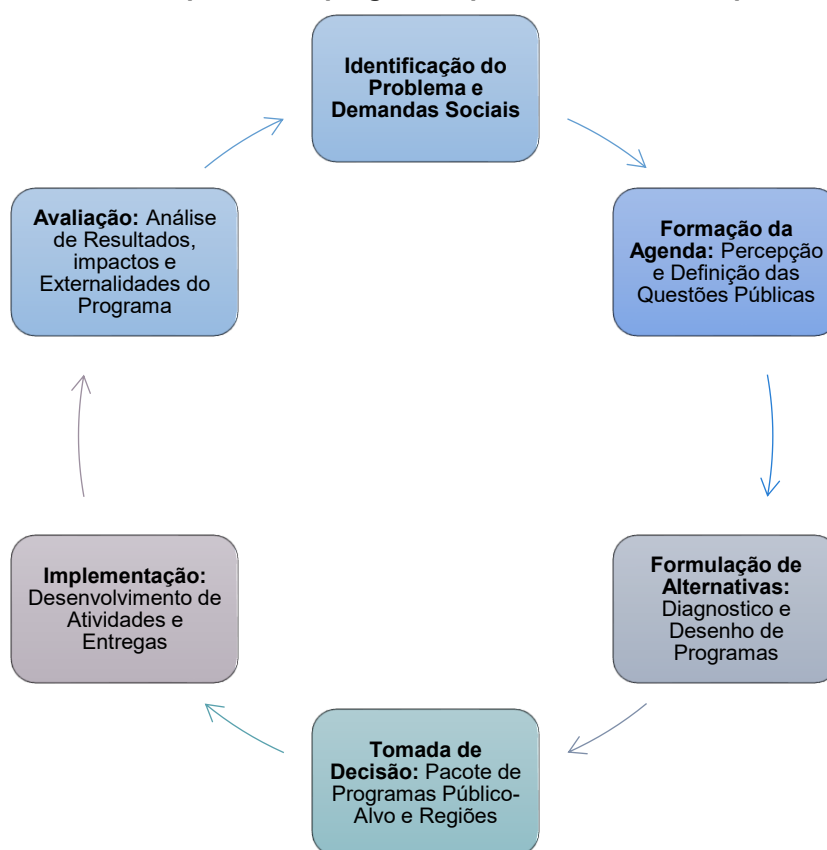 Identificação do
Problema e
Demandas Sociais
Formação da
Agenda: Percepção
e Definição das
Questões Públicas
Formulação de
Alternativas:
Diagnostico e
Desenho de
Programas
Tomada de
Decisão: Pacote de
Programas Público-
Alvo e Regiões
Implementação:
Desenvolvimento de
Atividades e
Entregas
Avaliação: Análise
de Resultados,
impactos e
Externalidades do
Programa